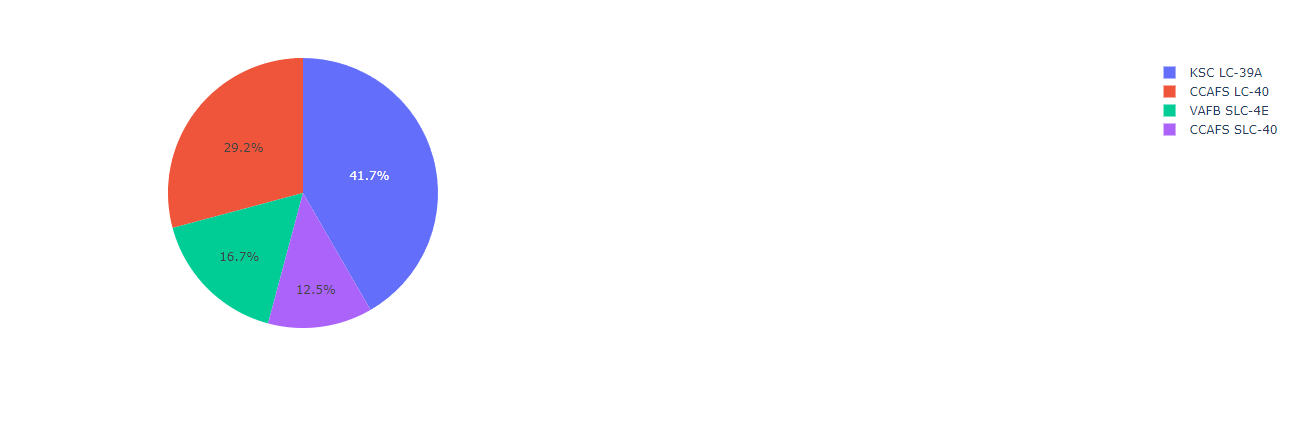 KSC LC-39A
CCAFS LC-40
VAFB SLC-4E
CCAFS SLC-40
29.2%
41.7%
16.7%
12.5%